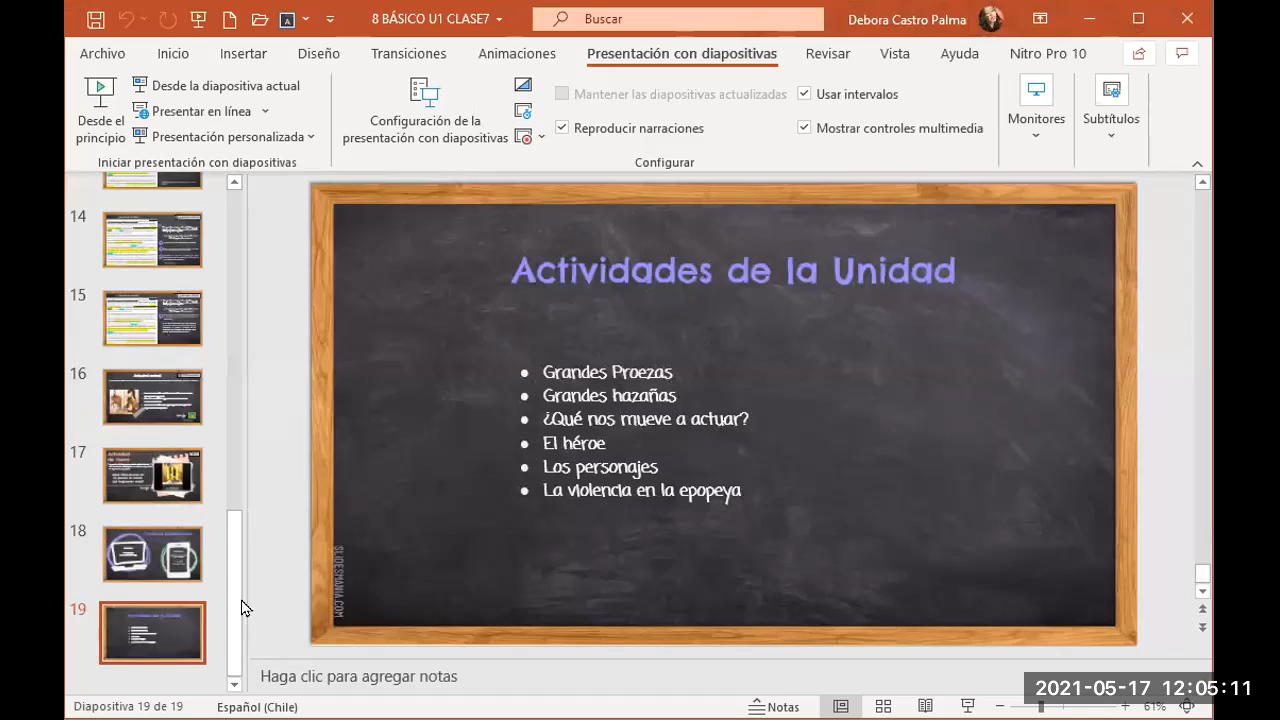 8 BÁSICO U1 CLASE7
Buscar
Debora Castro Palma
Archivo
Inicio
Insertar
Diseño
Transiciones
Animaciones
Presentación con diapositivas
Revisar
Vista
Ayuda
Nitro Pro 10
Desde el principio
Desde la diapositiva actual
Presentar en línea
Presentación personalizada
Iniciar presentación con diapositivas
Configuración de la
presentación con diapositivas
Mantener las diapositivas actualizadas
Reproducir narraciones
Usar intervalos
Mostrar controles multimedia
Configurar
Monitores
Subtítulos
14
15
16
17
18
19
Actividades de la Unidad
Grandes Proezas
Grandes hazañas
¿Qué nos mueve a actuar?
El héroe
Los personajes
La violencia en la epopeya
SLIDESMANIA.COM
Haga clic para agregar notas
2021-05-17 12:05:11
Diapositiva 19 de 19
Español (Chile)
Notas
61%